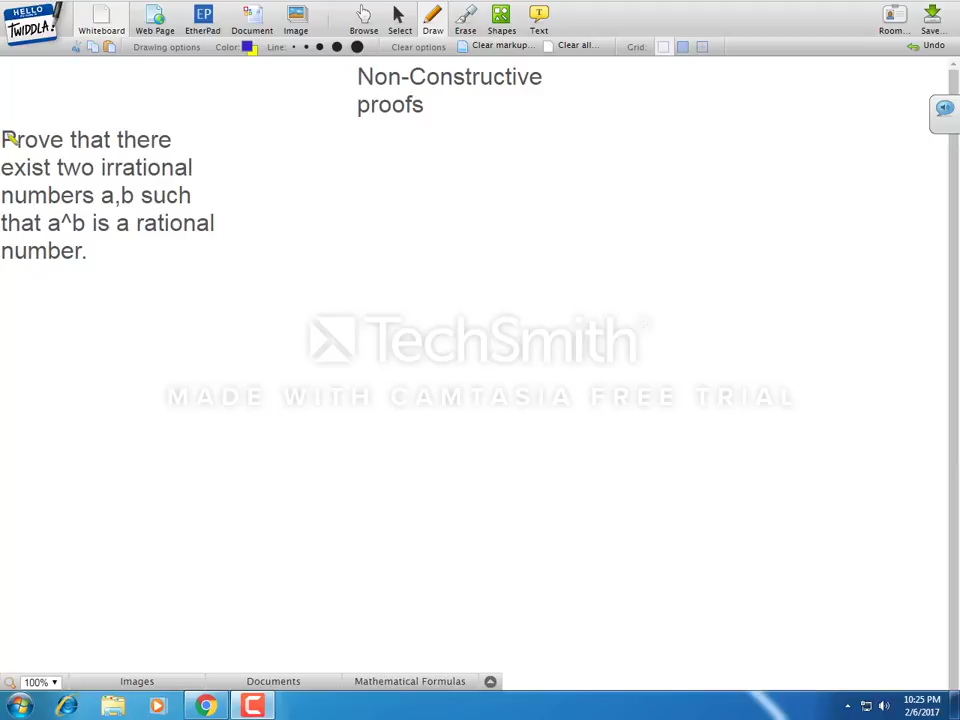 HELLO
TWIDDLA!
Whiteboard
Web Page
EP
EtherPad
Document
Image
Browse
Select
Draw
Erase
Shapes
T
Text
Room...
Save...
Drawing options
Color:
Line:
Clear options
Clear markup...
Clear all...
Grid:
Undo
Non-Constructive
proofs
Prove that there
exist two irrational
numbers a,b such
that a^b is a rational
number.
TechSmith®
MADE WITH CAMTASIA FREE TRIAL
100%
Images
Documents
Mathematical Formulas
10:25 PM
2/6/2017